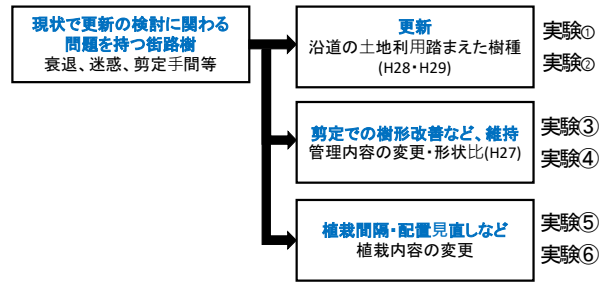 現状で更新の検討に関わる
問題を持つ街路樹
衰退、迷惑、剪定手間等
更新
沿道の土地利用踏まえた樹種
(H28・H29)
実験①
実験②
剪定での樹形改善など、維持
管理内容の変更・形状比(H27)
実験③
実験④
植栽間隔・配置見直しなど
植栽内容の変更
実験⑤
実験⑥